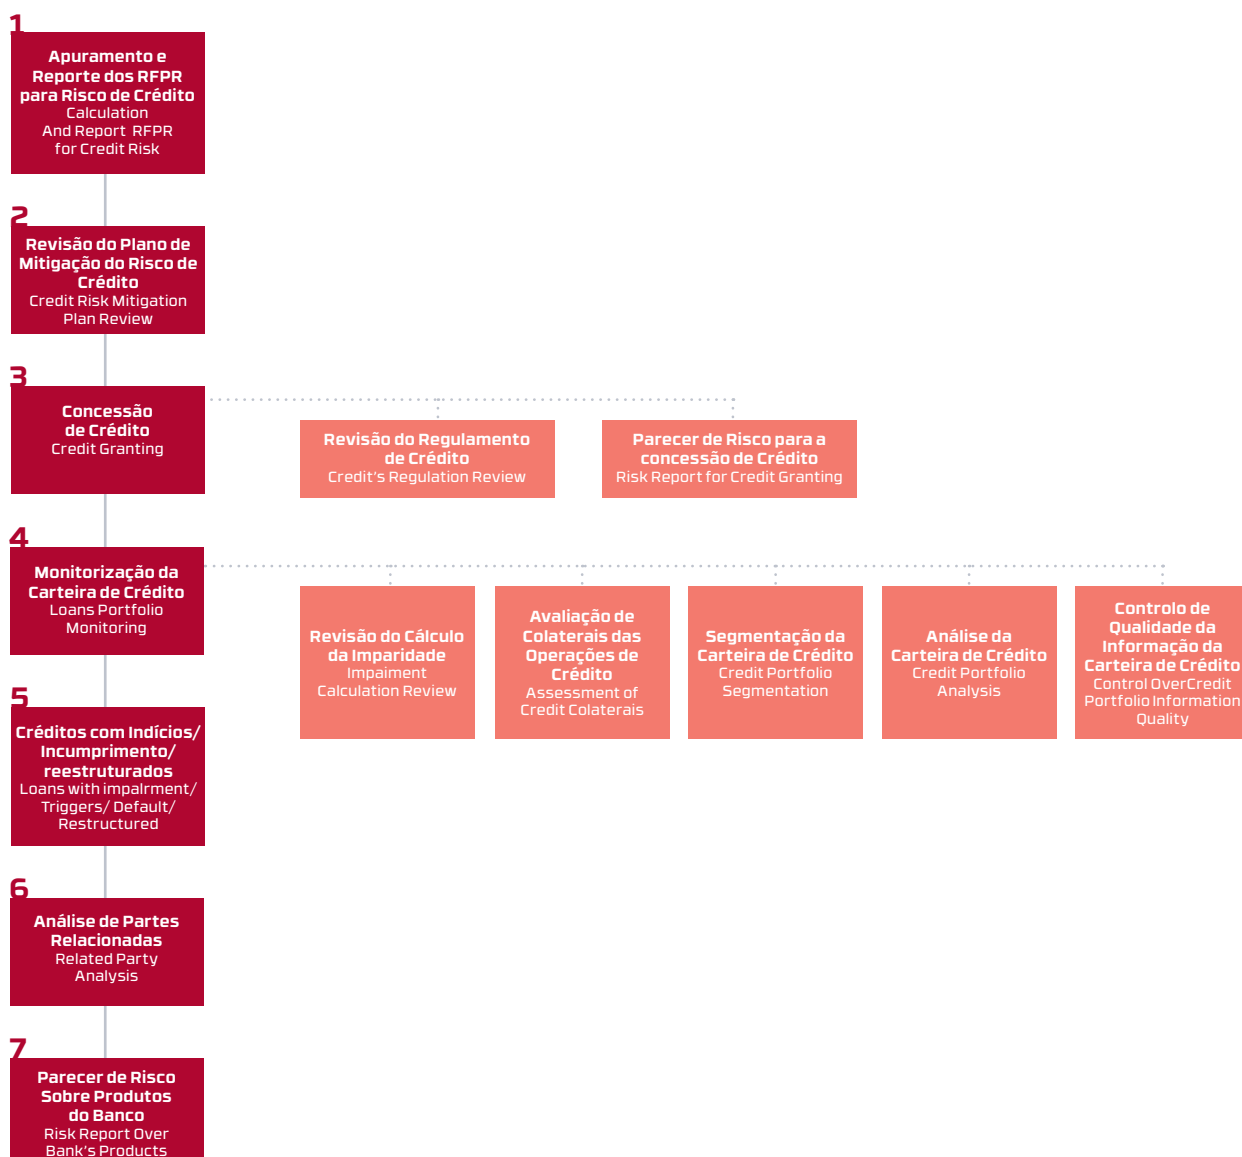 1
Apuramento e
Reporte dos RFPR
para Risco de Crédito
Calculation
And Report RFPR
for Credit Risk
2
Revisão do Plano de
Mitigação do Risco de
Crédito
Credit Risk Mitigation
Plan Review
3
Concessão
de Crédito
Credit Granting
Revisão do Regulamento
de Crédito
Credit's Regulation Review
Parecer de Risco para a
concessão de Crédito
Risk Report for Credit Granting
4
Monitorização da
Carteira de Crédito
Loans Portfolio
Monitoring
Revisão do Cálculo
da Imparidade
Impaiment
Calculation Review
Avaliação de
Colaterais das
Operações de
Crédito
Assessment of
Credit Colaterais
Segmentação da
Carteira de Crédito
Credit Portfolio
Segmentation
Análise da
Carteira de Crédito
Credit Portfolio
Analysis
Controlo de
Qualidade da
Informação da
Carteira de Crédito
Control OverCredit
Portfolio Information
Quality
5
Créditos com Indícios/
Incumprimento/
reestruturados
Loans with impalrment/
Triggers/ Default/
Restructured
6
Análise de Partes
Relacionadas
Related Party
Analysis
7
Parecer de Risco
Sobre Produtos
do Banco
Risk Report Over
Bank's Products